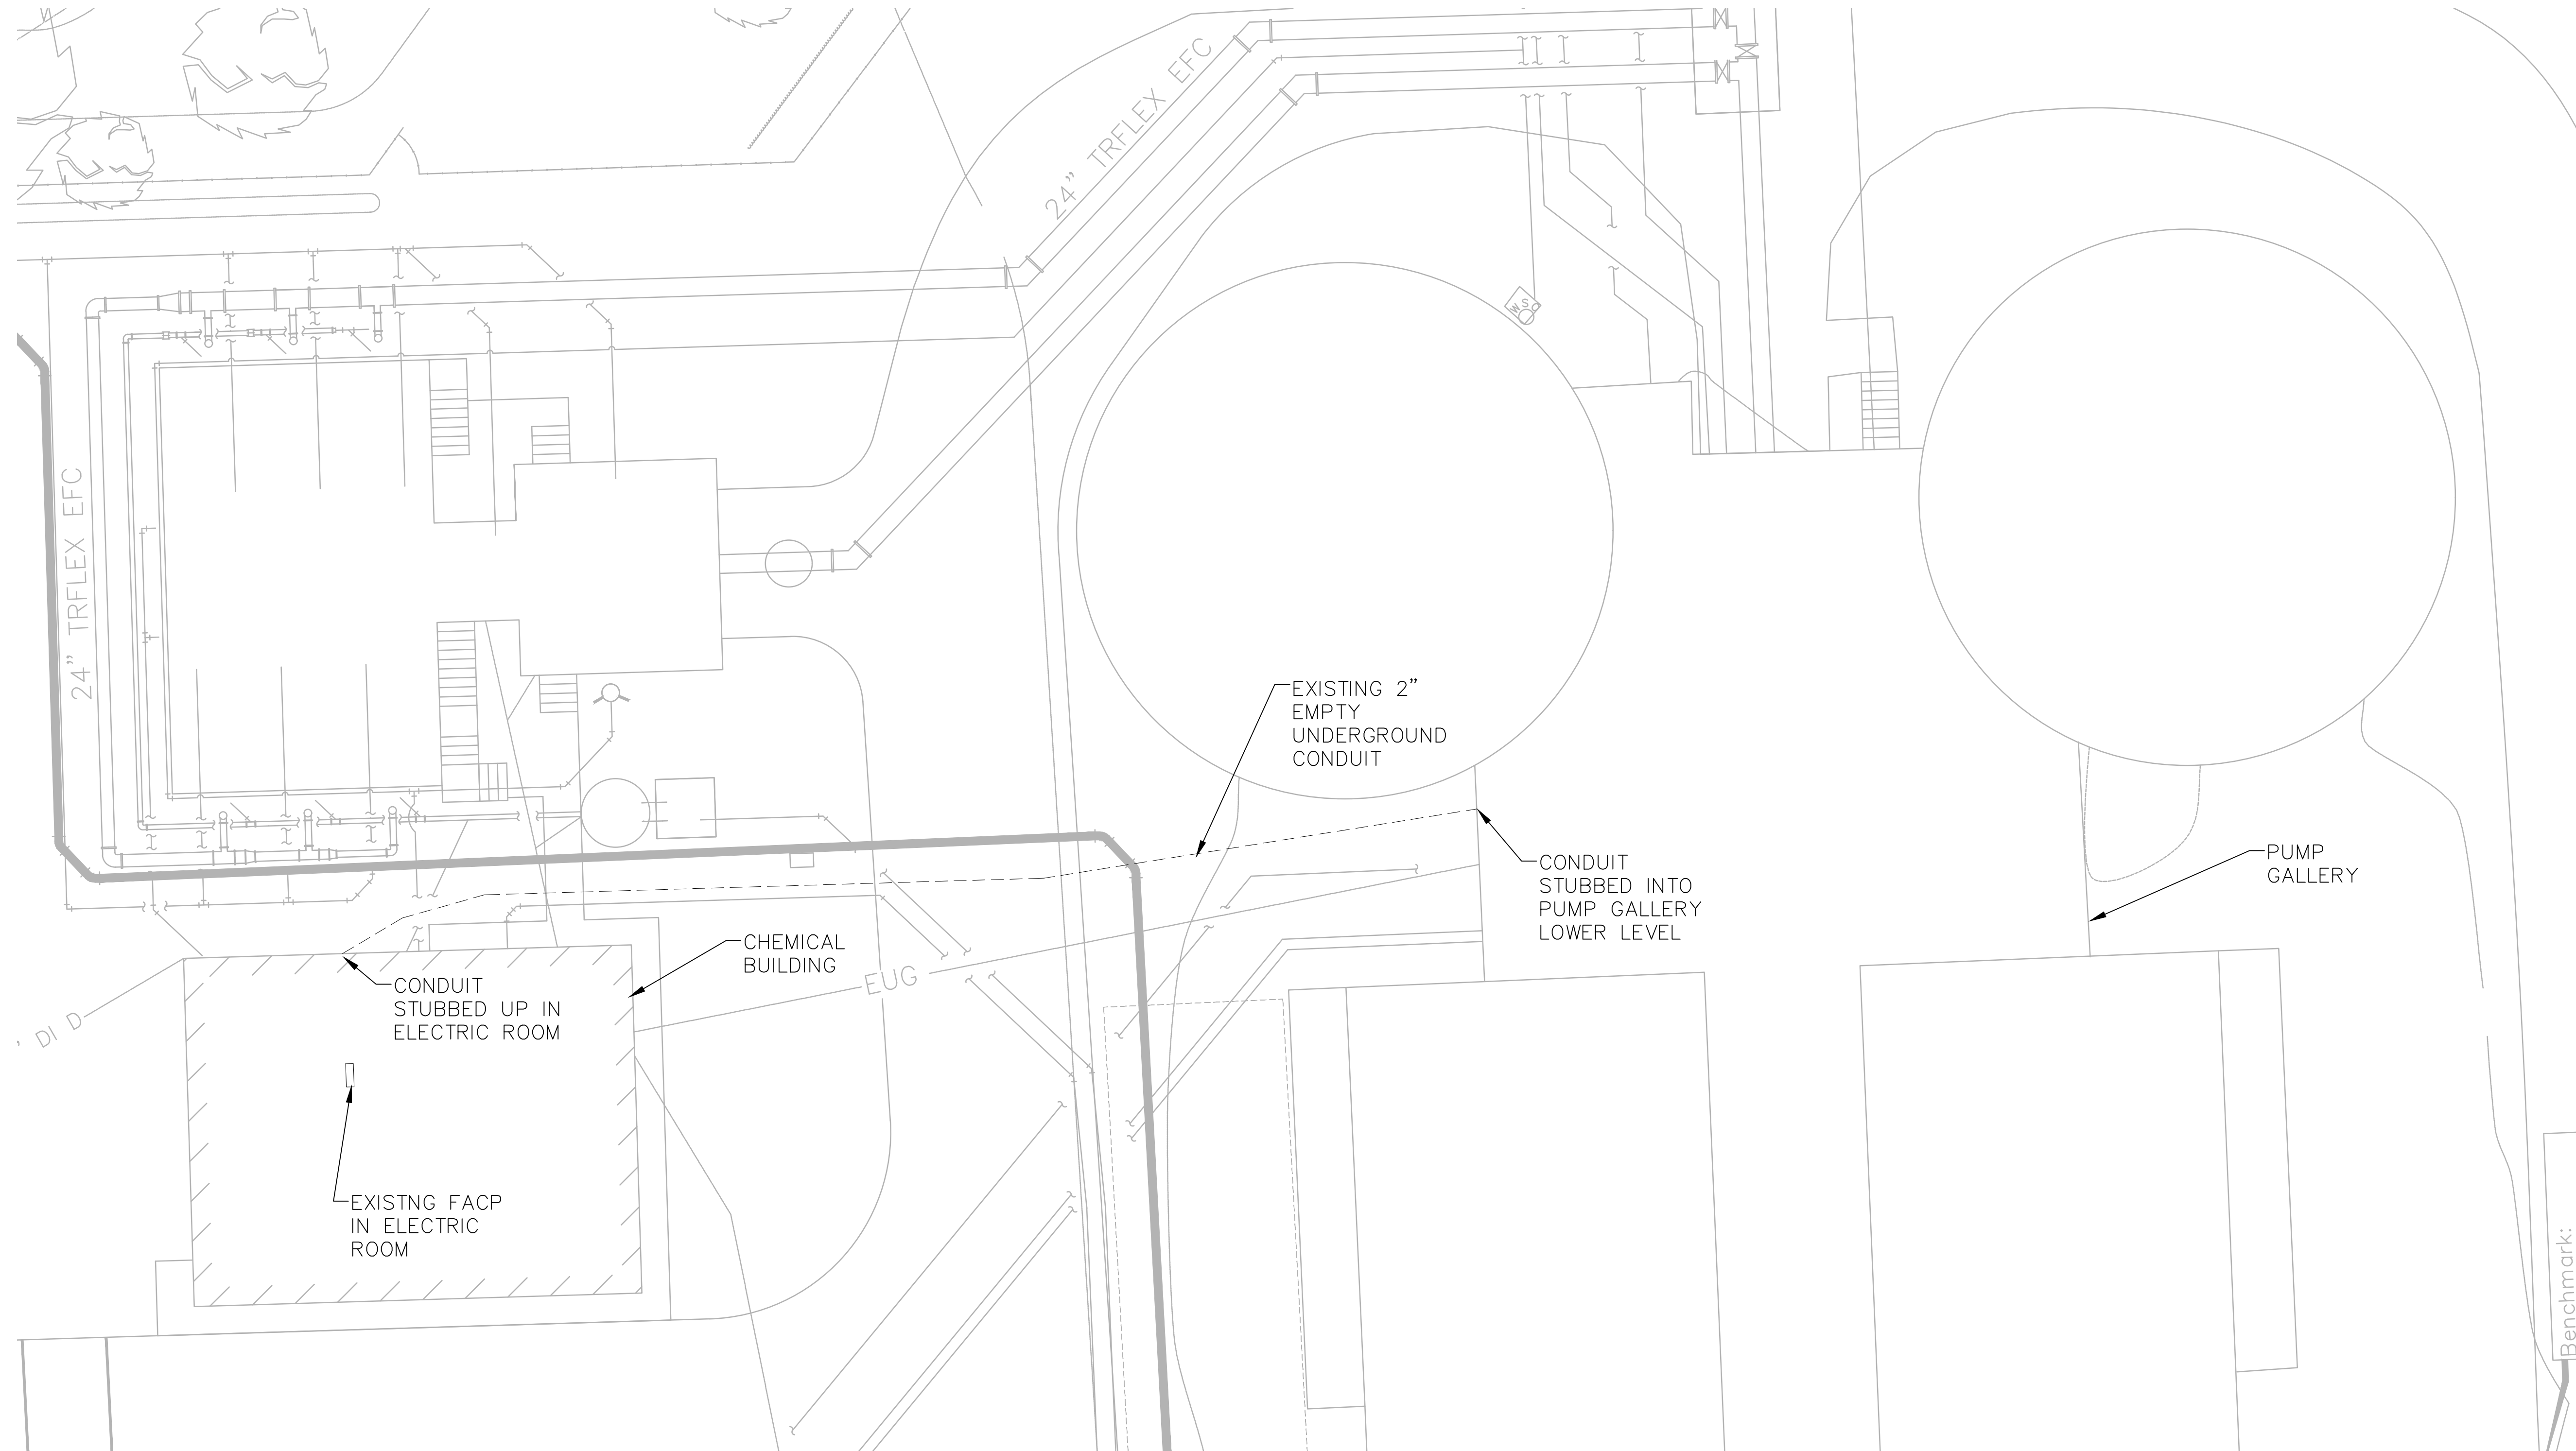 24” TRFLEX EFC
W S O
24” TRFLEX EFC
EXISTING 2”
EMPTY
UNDERGROUND
CONDUIT
CONDUIT
STUBBED INTO
PUMP GALLERY
LOWER LEVEL
PUMP
GALLERY
CHEMICAL
BUILDING
EUG
CONDUIT
STUBBED UP IN
ELECTRIC ROOM
” DI D
EXISTNG FACP
IN ELECTRIC
ROOM
Benchmark: